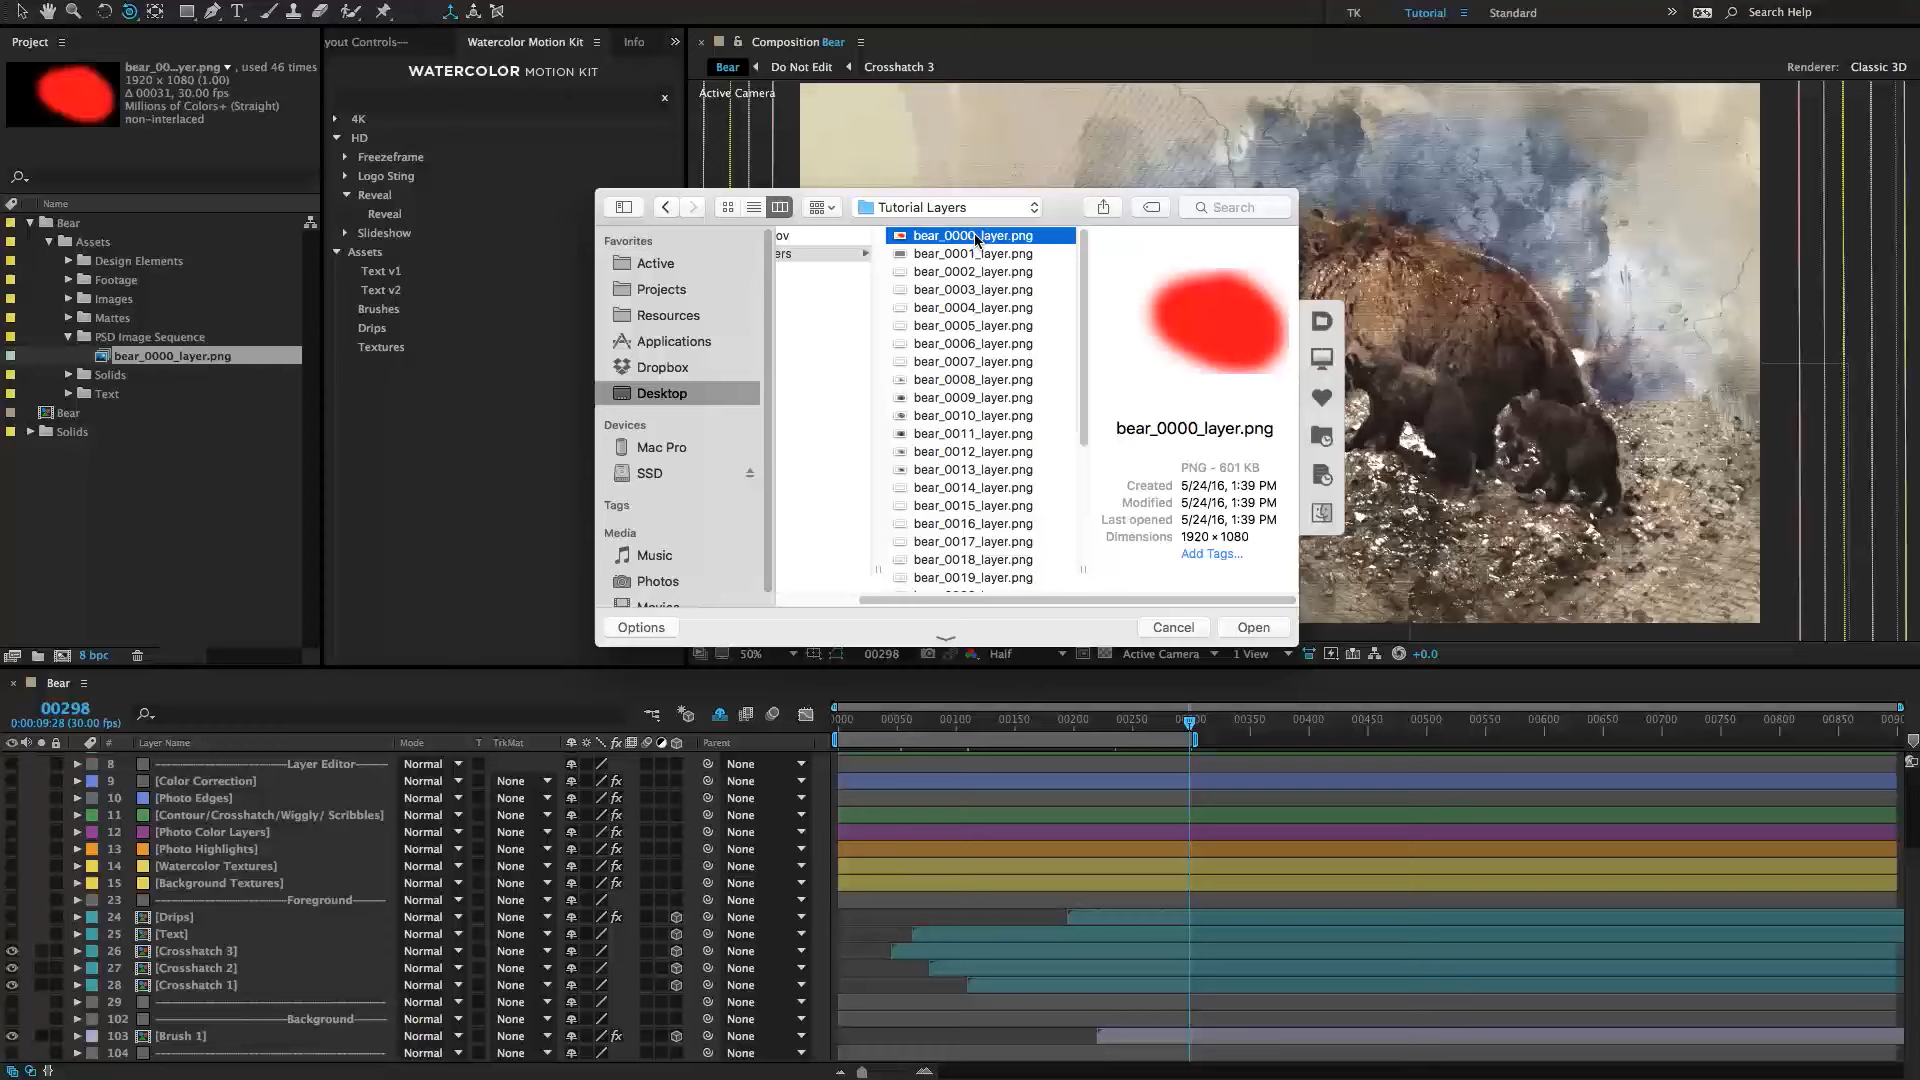 TK
Tutorial
Standard
Search Help
Project
bear_00...yer.png ▼ , used 46 times
1920 x 1080 (1.00)
Δ 00031, 30.00 fps
Millions of Colors+ (Straight)
non-interlaced
Name
Bear
Assets
Design Elements
Footage
Images
Mattes
PSD Image Sequence
bear_0000_layer.png
Solids
Text
Bear
Solids
8 bpc
yout Controls—
Watercolor Motion Kit
Info
WATERCOLOR MOTION KIT
x
4K
HD
Freezeframe
Logo Sting
Reveal
Reveal
Slideshow
Assets
Text v1
Text v2
Brushes
Drips
Textures
Composition Bear
Bear
Do Not Edit
Crosshatch 3
Renderer: Classic 3D
Active Camera
Tutorial Layers
Search
Favorites
Active
Projects
Resources
Applications
Dropbox
Desktop
Devices
Mac Pro
SSD
Tags
Media
Music
Photos
Movies
ov
ers
bear_0000_layer.png
bear_0001_layer.png
bear_0002_layer.png
bear_0003_layer.png
bear_0004_layer.png
bear_0005_layer.png
bear_0006_layer.png
bear_0007_layer.png
bear_0008_layer.png
bear_0009_layer.png
bear_0010_layer.png
bear_0011_layer.png
bear_0012_layer.png
bear_0013_layer.png
bear_0014_layer.png
bear_0015_layer.png
bear_0016_layer.png
bear_0017_layer.png
bear_0018_layer.png
bear_0019_layer.png
bear_0000_layer.png
PNG - 601 KB
Created 5/24/16, 1:39 PM
Modified 5/24/16, 1:39 PM
Last opened 5/24/16, 1:39 PM
Dimensions 1920 × 1080
Add Tags...
Options
Cancel
Open
50%
00298
Half
Active Camera
1 View
+0.0
Bear
00298
0:00:09:28 (30.00 fps)
0000 00050 00100 00150 00200 00250 00300 00350 00400 00450 00500 00550 00600 00650 00700 00750 00800 00850 0090
# Layer Name Mode T TrkMat Parent
8 Layer Editor Normal None
9 [Color Correction] Normal None fx None
10 [Photo Edges] Normal None None
11 [Contour/Crosshatch/Wiggly/ Scribbles] Normal None fx None
12 [Photo Color Layers] Normal None fx None
13 [Photo Highlights] Normal None fx None
14 [Watercolor Textures] Normal None fx None
15 [Background Textures] Normal None fx None
23 Foreground Normal None None
24 [Drips] Normal None fx None
25 [Text] Normal None None
26 [Crosshatch 3] Normal None None
27 [Crosshatch 2] Normal None None
28 [Crosshatch 1] Normal None None
29 Normal None None
102 Background Normal None None
103 [Brush 1] Normal None fx None
104 Normal None None